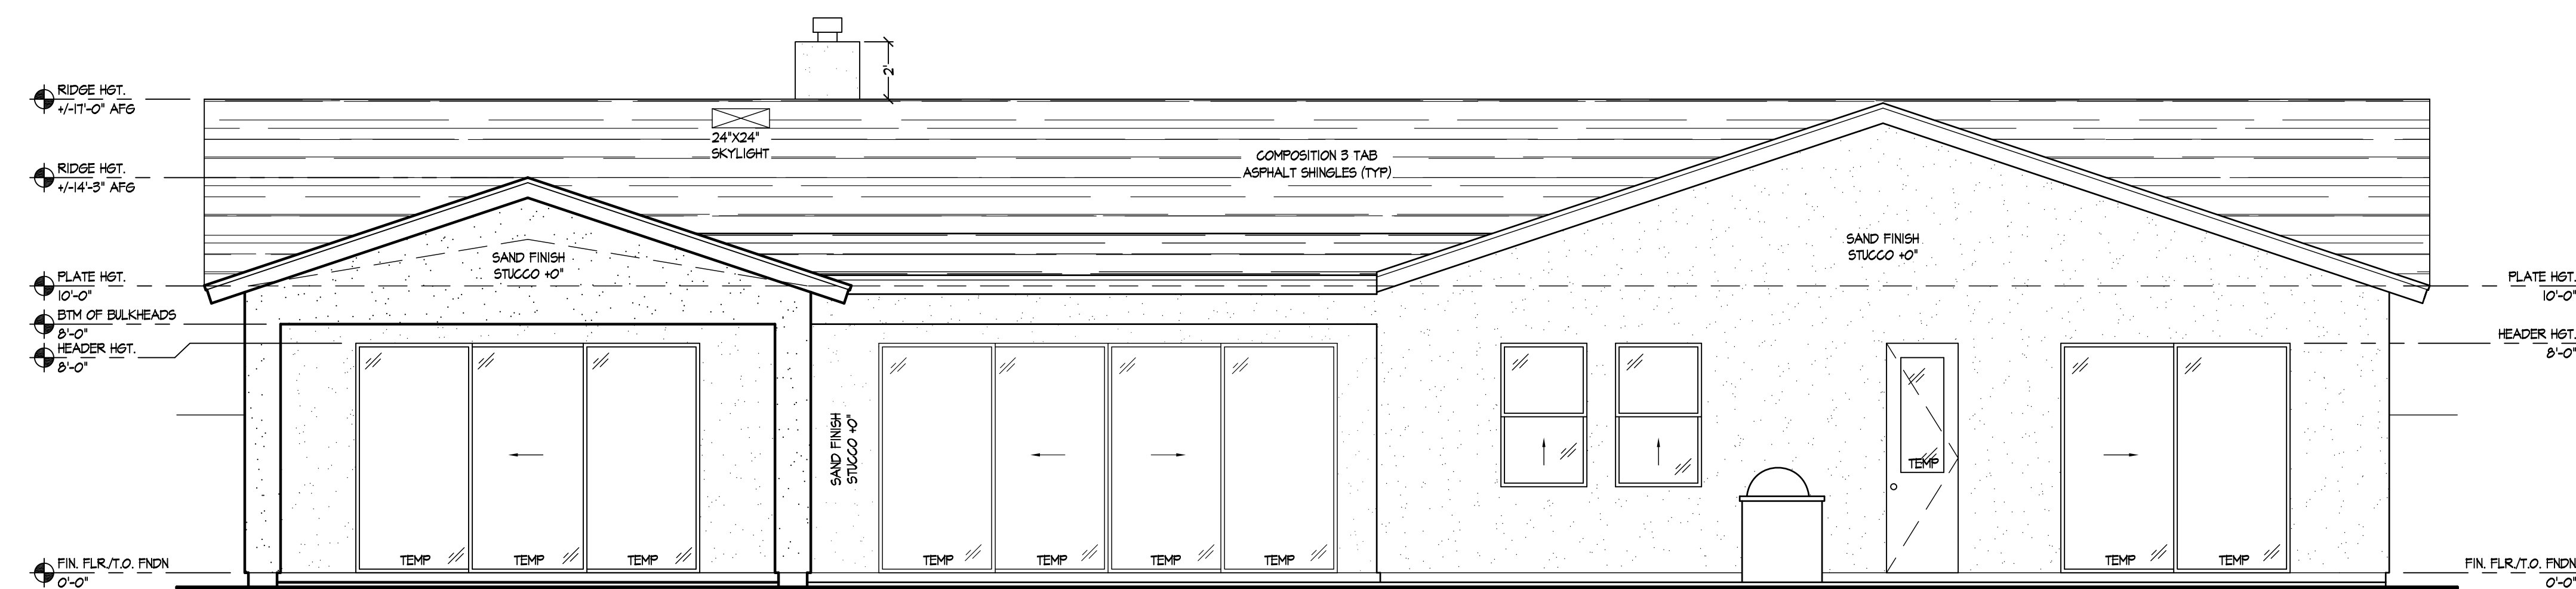 2'
RIDGE HGT.
+/-17'-0" AFG
24"X24"
SKYLIGHT
COMPOSITION 3 TAB
ASPHALT SHINGLES (TYP)
RIDGE HGT.
+/-14'-3" AFG
SAND FINISH
STUCCO +0"
SAND FINISH
STUCCO +0"
PLATE HGT.
10'-0"
PLATE HGT.
10'-0"
BTM OF BULKHEADS
8'-0"
HEADER HGT.
8'-0"
HEADER HGT.
8'-0"
SAND FINISH
STUCCO +0"
TEMP
TEMP
TEMP
TEMP
TEMP
TEMP
TEMP
TEMP
TEMP
TEMP
FIN. FLR./T.O. FNDN
0'-0"
FIN. FLR./T.O. FNDN
0'-0"